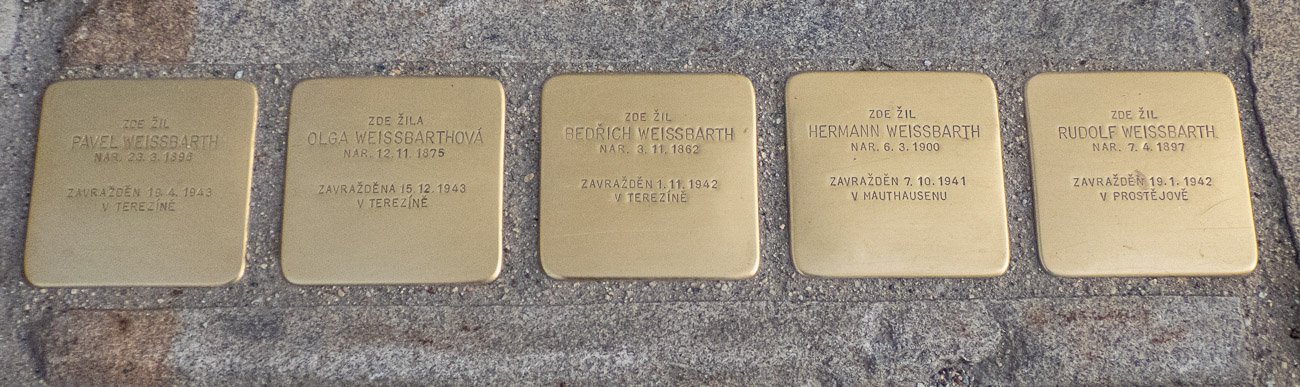 ZDE ŽIL
PAVEL WEISSBARTH
NAR. 23. 3. 1898
ZAVRAŽDĚN 19. 4. 1943
V TEREZÍNĚ
ZDE ŽILA
OLGA WEISSBARTHOVÁ
NAR. 12. 11. 1875
ZAVRAŽDĚNA 15. 12. 1943
V TEREZÍNĚ
ZDE ŽIL
BEDŘICH WEISSBARTH
NAR. 3. 11. 1862
ZAVRAŽDĚN 1. 11. 1942
V TEREZÍNĚ
ZDE ŽIL
HERMANN WEISSBARTH
NAR. 6. 3. 1900
ZAVRAŽDĚN 7. 10. 1941
V MAUTHAUSENU
ZDE ŽIL
RUDOLF WEISSBARTH
NAR. 7. 4. 1897
ZAVRAŽDĚN 19. 1. 1942
V PROSTĚJOVĚ